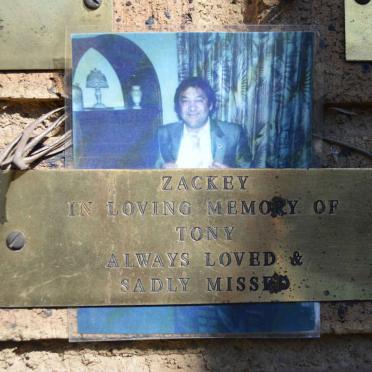 ZACKEY
IN LOVING MEMORY OF
TONY
ALWAYS LOVED &
SADLY MISSED